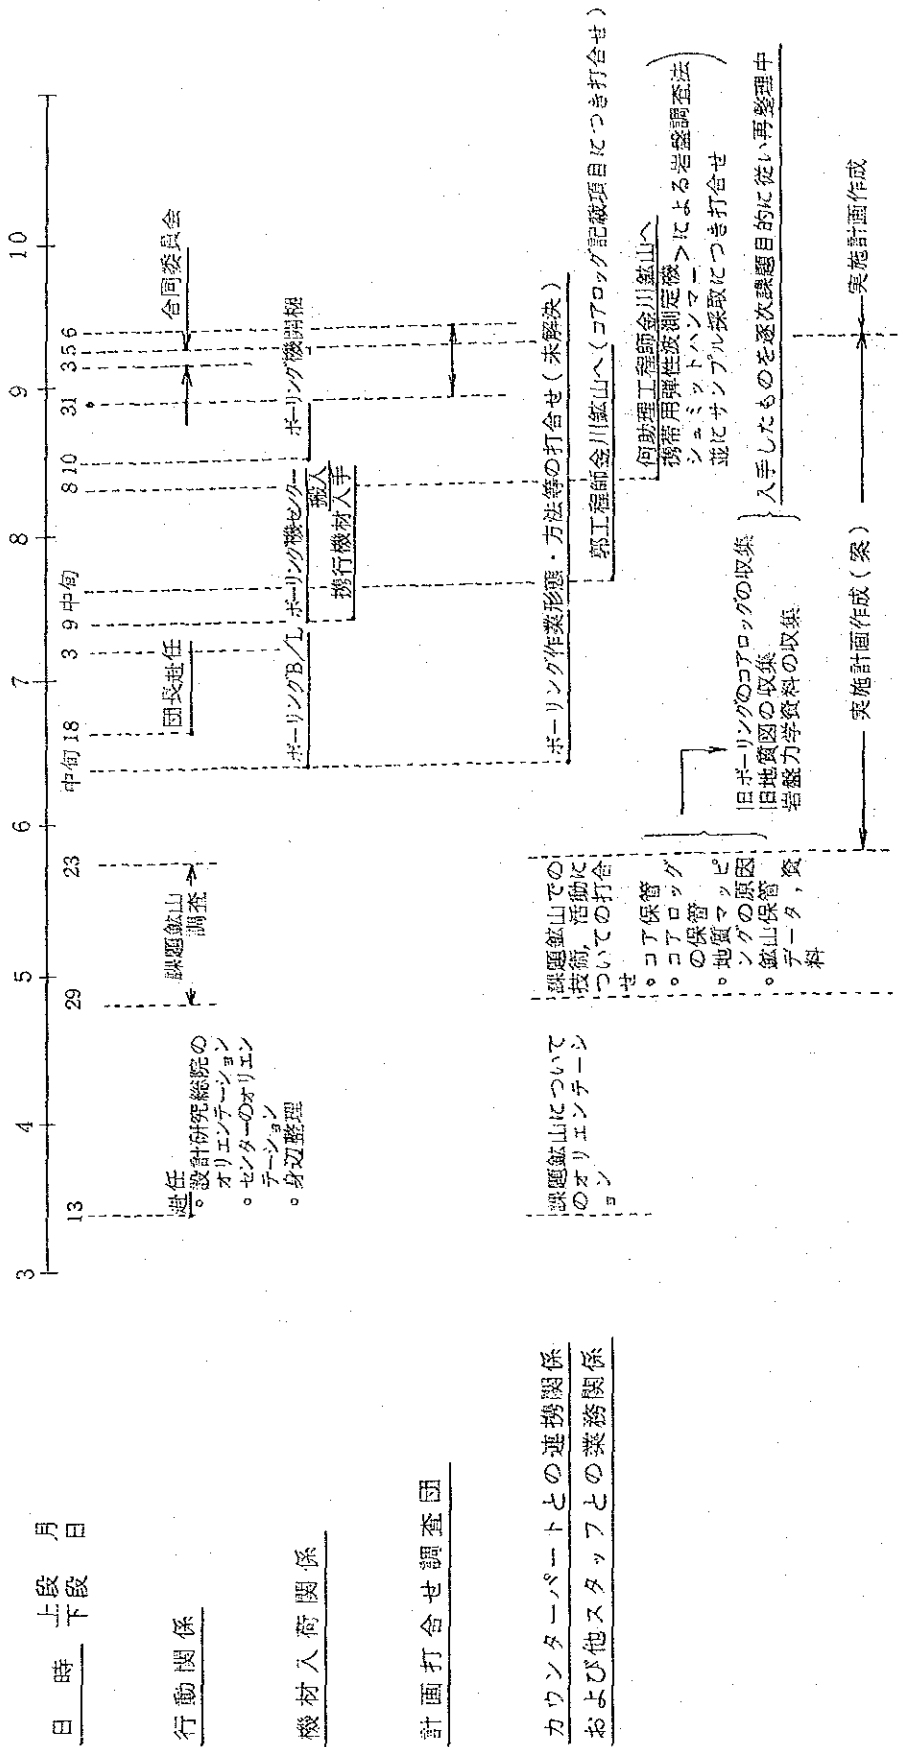 日 時
上段 月
下段 日
3 4 5 6 7 8 9 10
13 29 23 中旬 18 3 9 中旬 8 10 31 3 5 6
行動関係
赴任
設計研究総院の
オリエンテーション
センターのオリエン
テーション
身辺整理
課題鉱山
調査
団長赴任
合同委員会
機材入荷関係
ボーリングB/L
ボーリング機センター
搬入
ボーリング機開梱
携行機材入手
計画打合せ調査団
カウンターパートとの連携関係
および他スタッフとの業務関係
課題鉱山について
のオリエンテーシ
ョン
課題鉱山での
技術,活動に
ついての打合
せ
コア保管
コアロッグ
の保管
地質マッピ
ングの原図
鉱山保管
データ,資
料
ボーリング作業形態・方法等の打合せ(未解決)
郭工程師金川鉱山へ(コアロッグ記載項目につき打合せ)
何助理工程師金川鉱山へ
携帯用弾性波測定機
シュミットハンマー
>による岩盤調査法
並にサンプル採取につき打合せ
旧ボーリングのコアロッグの収集
旧地質図の収集
岩盤力学資料の収集
入手したものを逐次課題目的に従い再整理中
実施計画作成(案)
実施計画作成